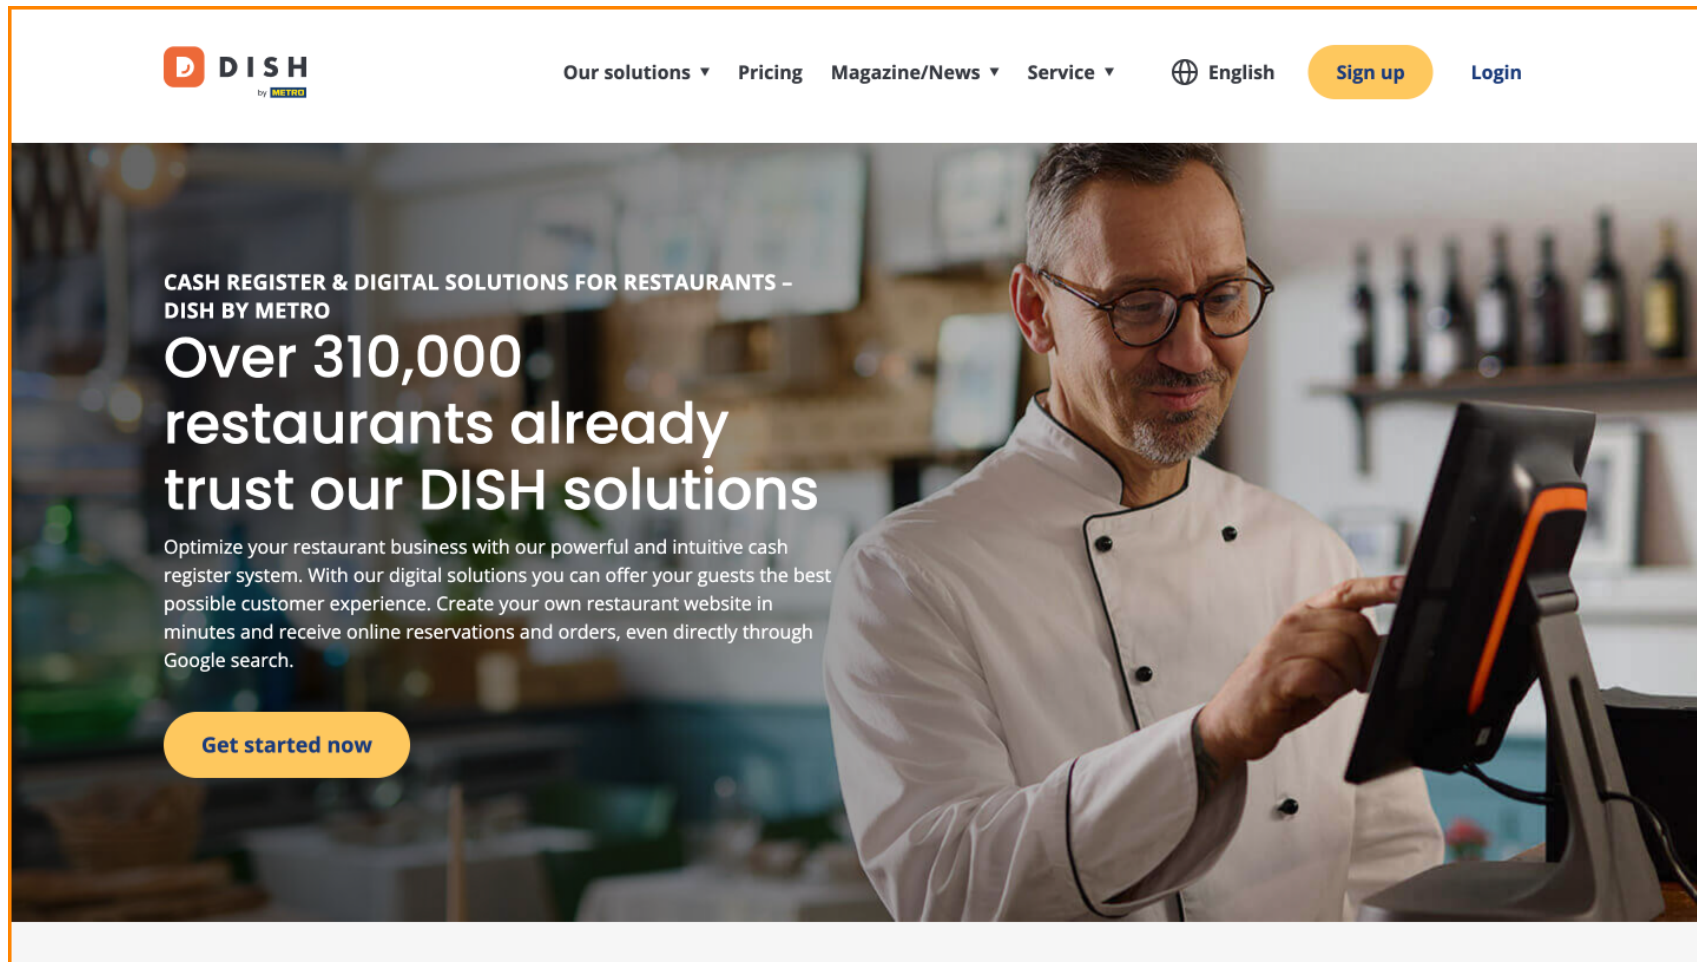 DISH
by METRO
Our solutions ▼ Pricing Magazine/News ▼ Service ▼ English Sign up Login
CASH REGISTER & DIGITAL SOLUTIONS FOR RESTAURANTS –
DISH BY METRO
Over 310,000
restaurants already
trust our DISH solutions
Optimize your restaurant business with our powerful and intuitive cash
register system. With our digital solutions you can offer your guests the best
possible customer experience. Create your own restaurant website in
minutes and receive online reservations and orders, even directly through
Google search.
Get started now